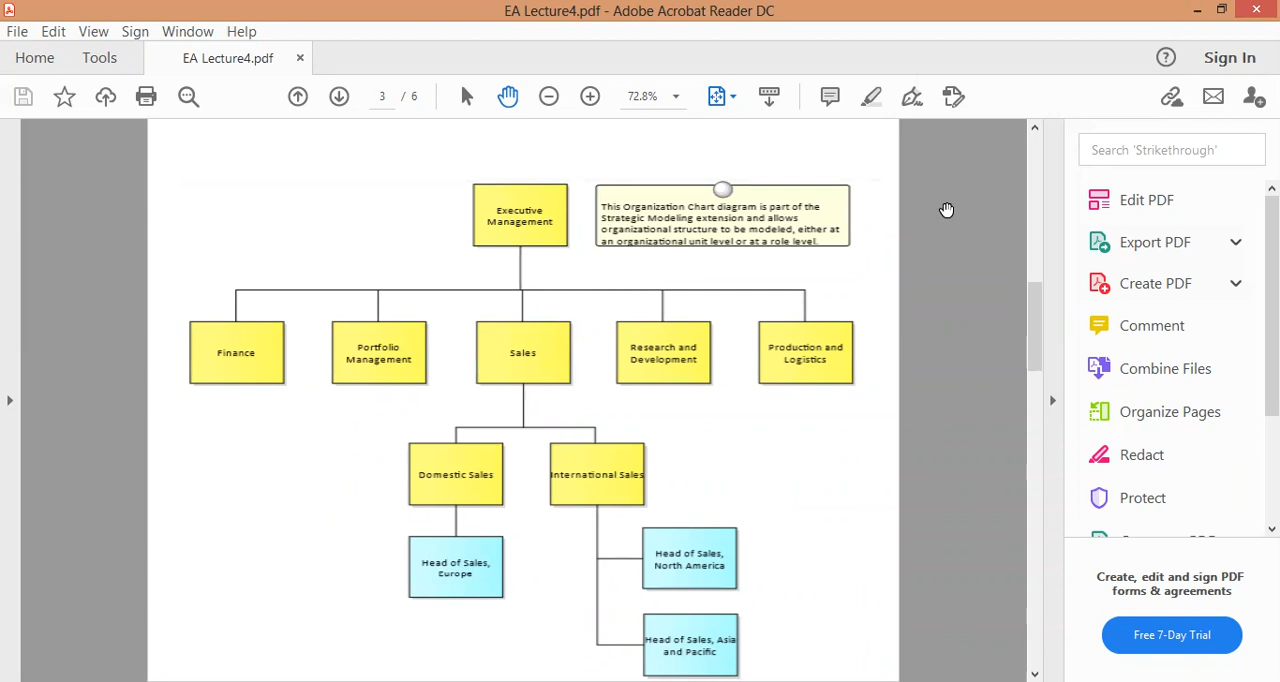 EA Lecture4.pdf - Adobe Acrobat Reader DC
File Edit View Sign Window Help
Home Tools EA Lecture4.pdf × ? Sign In
3 / 6 72.8%
Search 'Strikethrough'
Edit PDF
Export PDF
Create PDF
Comment
Combine Files
Organize Pages
Redact
Protect
Create, edit and sign PDF
forms & agreements
Free 7-Day Trial
Executive
Management
This Organization Chart diagram is part of the
Strategic Modeling extension and allows
organizational structure to be modeled, either at
an organizational unit level or at a role level.
Finance
Portfolio
Management
Sales
Research and
Development
Production and
Logistics
Domestic Sales
International Sales
Head of Sales,
Europe
Head of Sales,
North America
Head of Sales, Asia
and Pacific